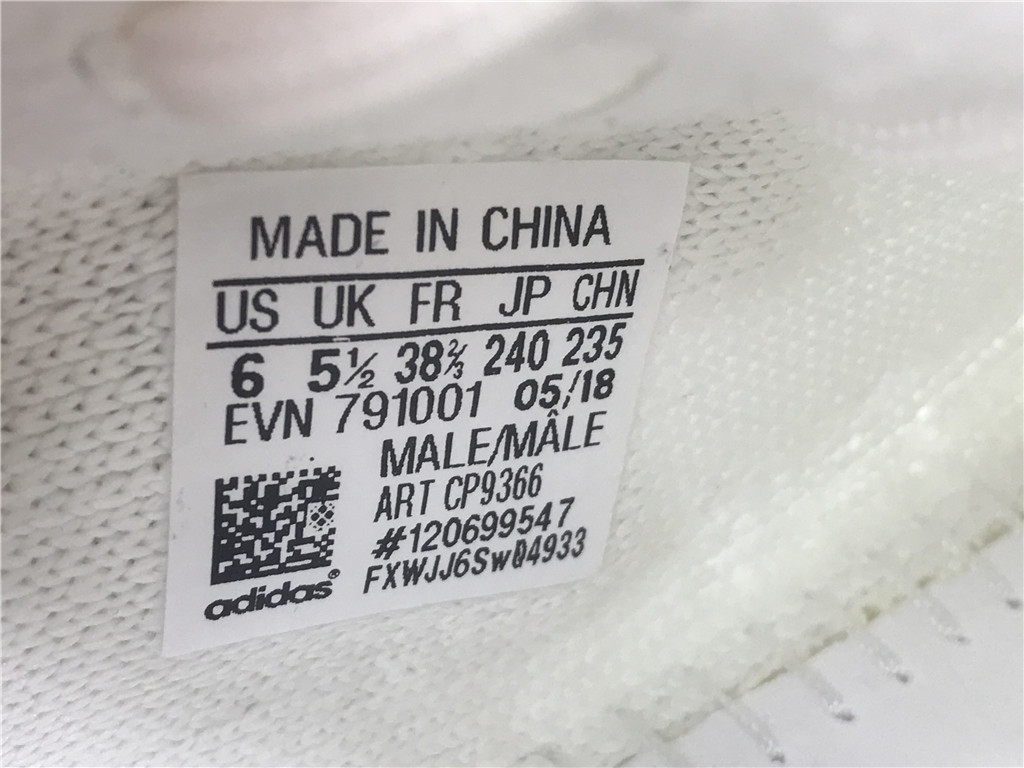 MADE IN CHINA
US UK FR JP CHN
6 5½ 38⅔ 240 235
EVN 791001 05/18
MALE/MÂLE
ART CP9366
#120699547
FXWJJ6SwQ4933
adidas®